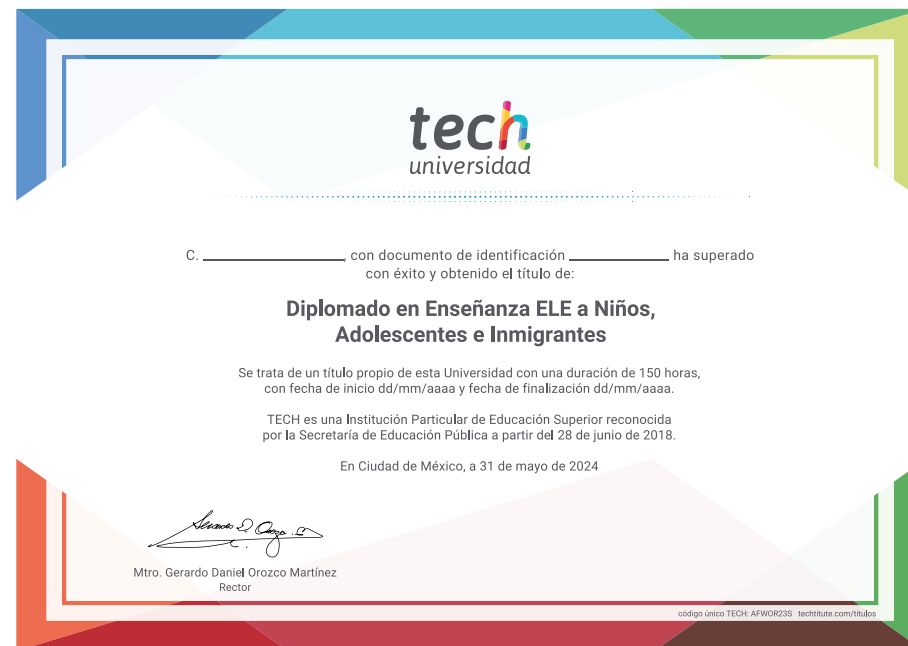 tech
universidad
C. ____________, con documento de identificación ____________ ha superado
con éxito y obtenido el título de:
Diplomado en Enseñanza ELE a Niños,
Adolescentes e Inmigrantes
Se trata de un título propio de esta Universidad con una duración de 150 horas,
con fecha de inicio dd/mm/aaaa y fecha de finalización dd/mm/aaaa.
TECH es una Institución Particular de Educación Superior reconocida
por la Secretaría de Educación Pública a partir del 28 de junio de 2018.
En Ciudad de México, a 31 de mayo de 2024
Mtro. Gerardo Daniel Orozco Martínez
Rector
código único TECH: AFWOR23S techtitute.com/titulos